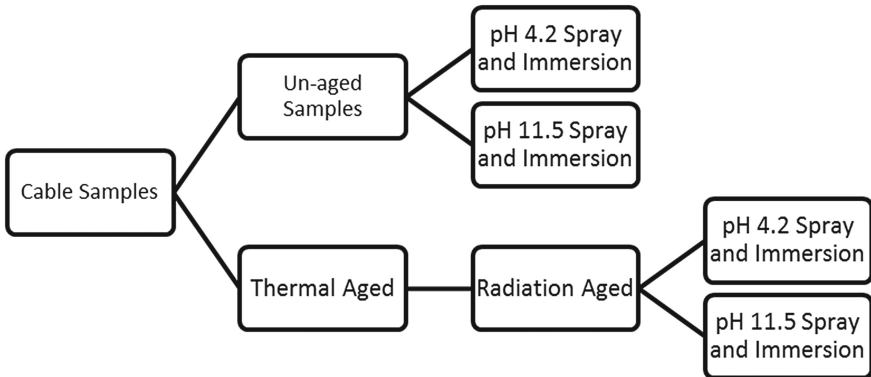 Cable Samples
Un-aged
Samples
pH 4.2 Spray
and Immersion
pH 11.5 Spray
and Immersion
Thermal Aged
Radiation Aged
pH 4.2 Spray
and Immersion
pH 11.5 Spray
and Immersion